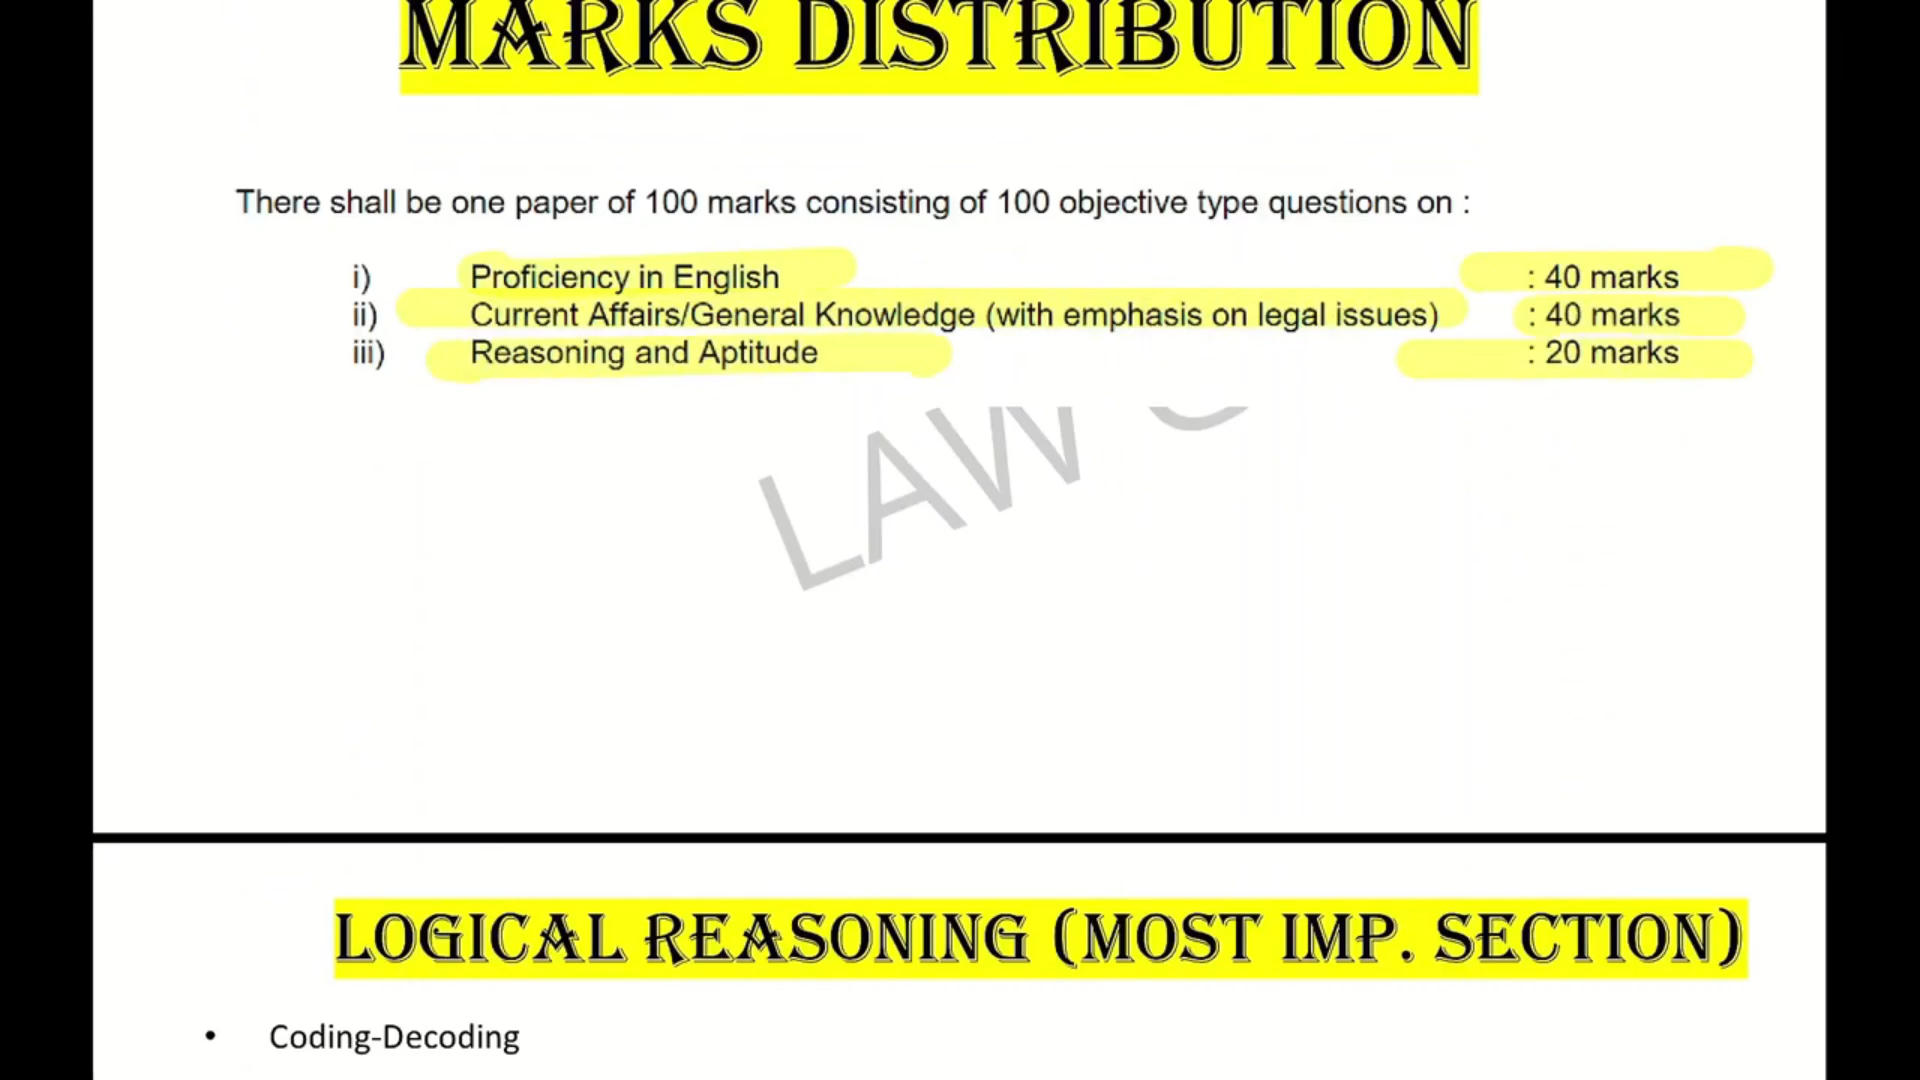 MARKS DISTRIBUTION
There shall be one paper of 100 marks consisting of 100 objective type questions on :
i) Proficiency in English : 40 marks
ii) Current Affairs/General Knowledge (with emphasis on legal issues) : 40 marks
iii) Reasoning and Aptitude : 20 marks
LAW
LOGICAL REASONING (MOST IMP. SECTION)
• Coding-Decoding